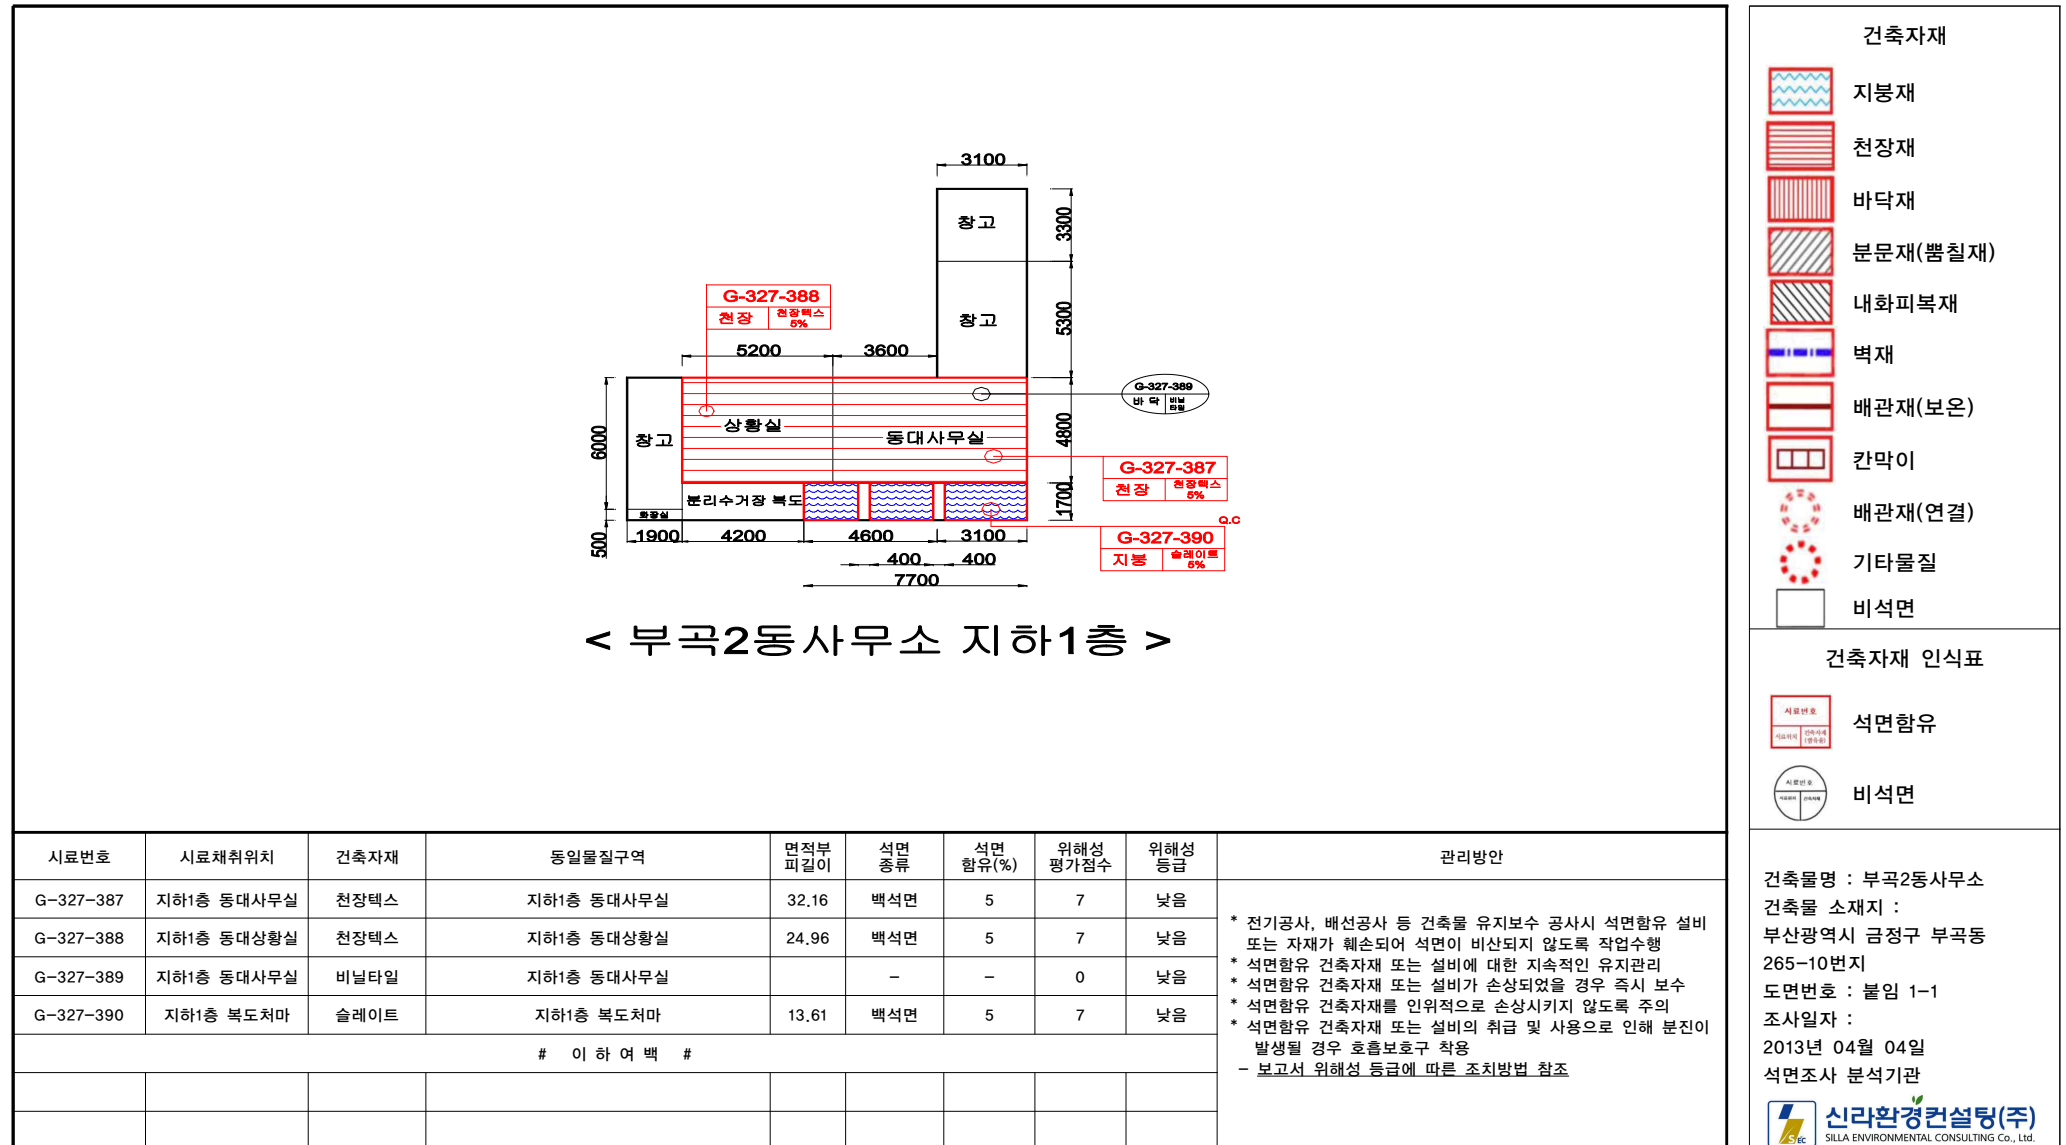 3100
창고
3300
창고
5300
G-327-388
천장
천장텍스
5%
5200
3600
G-327-389
바 닥
비닐
타일
6000
창고
상황실
동대사무실
4800
G-327-387
천장
천장텍스
5%
분리수거장 복도
1700
화장실
500
1900
4200
4600
3100
Q.C
G-327-390
지붕
슬레이트
5%
400
400
7700
< 부곡2동사무소 지하1층 >
시료번호 시료채취위치 건축자재 동일물질구역 면적부피길이 석면종류 석면함유(%) 위해성평가점수 위해성등급 관리방안
G-327-387 지하1층 동대사무실 천장텍스 지하1층 동대사무실 32.16 백석면 5 7 낮음
G-327-388 지하1층 동대상황실 천장텍스 지하1층 동대상황실 24.96 백석면 5 7 낮음
G-327-389 지하1층 동대사무실 비닐타일 지하1층 동대사무실 - - 0 낮음
G-327-390 지하1층 복도처마 슬레이트 지하1층 복도처마 13.61 백석면 5 7 낮음
# 이 하 여 백 #
* 전기공사, 배선공사 등 건축물 유지보수 공사시 석면함유 설비
또는 자재가 훼손되어 석면이 비산되지 않도록 작업수행
* 석면함유 건축자재 또는 설비에 대한 지속적인 유지관리
* 석면함유 건축자재 또는 설비가 손상되었을 경우 즉시 보수
* 석면함유 건축자재를 인위적으로 손상시키지 않도록 주의
* 석면함유 건축자재 또는 설비의 취급 및 사용으로 인해 분진이
발생될 경우 호흡보호구 착용
- 보고서 위해성 등급에 따른 조치방법 참조
건축자재
지붕재
천장재
바닥재
분문재(뿜칠재)
내화피복재
벽재
배관재(보온)
칸막이
배관재(연결)
기타물질
비석면
건축자재 인식표
시료번호
시료위치
건축자재
(함유율)
석면함유
시료번호
시료위치
건축자재
비석면
건축물명 : 부곡2동사무소
건축물 소재지 :
부산광역시 금정구 부곡동
265-10번지
도면번호 : 붙임 1-1
조사일자 :
2013년 04월 04일
석면조사 분석기관
SEC
신라환경컨설팅(주)
SILLA ENVIRONMENTAL CONSULTING Co., Ltd.